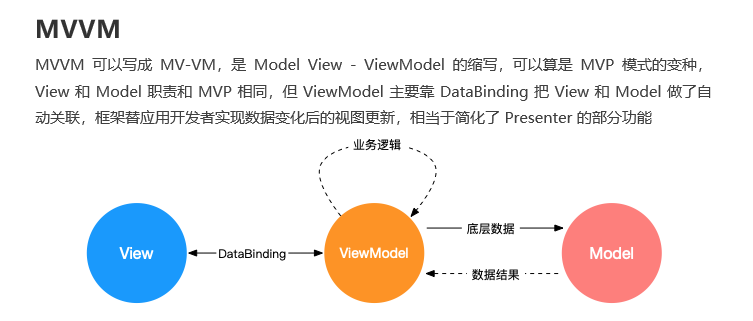 MVVM
MVVM 可以写成 MV-VM，是 Model View - ViewModel 的缩写，可以算是 MVP 模式的变种，
View 和 Model 职责和 MVP 相同，但 ViewModel 主要靠 DataBinding 把 View 和 Model 做了自
动关联，框架替应用开发者实现数据变化后的视图更新，相当于简化了 Presenter 的部分功能
业务逻辑
View
DataBinding
ViewModel
底层数据
Model
数据结果